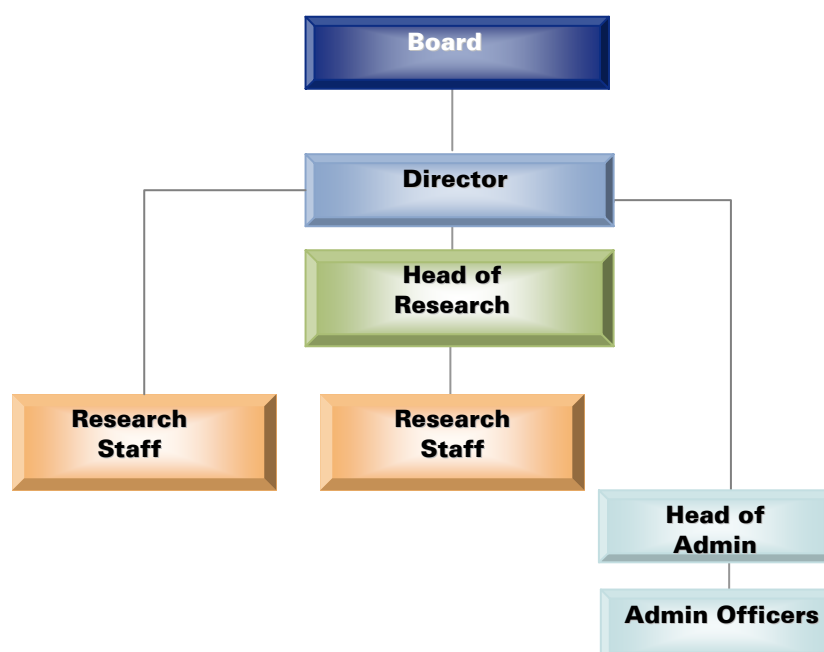 Board
Director
Head of
Research
Research
Staff
Research
Staff
Head of
Admin
Admin Officers